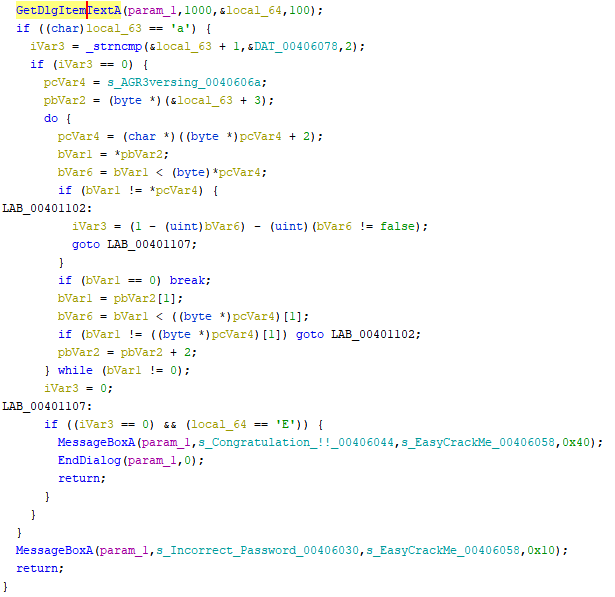 GetDlgItemTextA(param_1,1000,&local_64,100);
if ((char)local_63 == 'a') {
iVar3 = _strncmp(&local_63 + 1,&DAT_00406078,2);
if (iVar3 == 0) {
pcVar4 = s_AGR3versing_0040606a;
pbVar2 = (byte *)(&local_63 + 3);
do {
pcVar4 = (char *)((byte *)pcVar4 + 2);
bVar1 = *pbVar2;
bVar6 = bVar1 < (byte)*pcVar4;
if (bVar1 != *pcVar4) {
LAB_00401102:
iVar3 = (1 - (uint)bVar6) - (uint)(bVar6 != false);
goto LAB_00401107;
}
if (bVar1 == 0) break;
bVar1 = pbVar2[1];
bVar6 = bVar1 < ((byte *)pcVar4)[1];
if (bVar1 != ((byte *)pcVar4)[1]) goto LAB_00401102;
pbVar2 = pbVar2 + 2;
} while (bVar1 != 0);
iVar3 = 0;
LAB_00401107:
if ((iVar3 == 0) && (local_64 == 'E')) {
MessageBoxA(param_1,s_Congratulation_!!_00406044,s_EasyCrackMe_00406058,0x40);
EndDialog(param_1,0);
return;
}
}
}
MessageBoxA(param_1,s_Incorrect_Password_00406030,s_EasyCrackMe_00406058,0x10);
return;
}